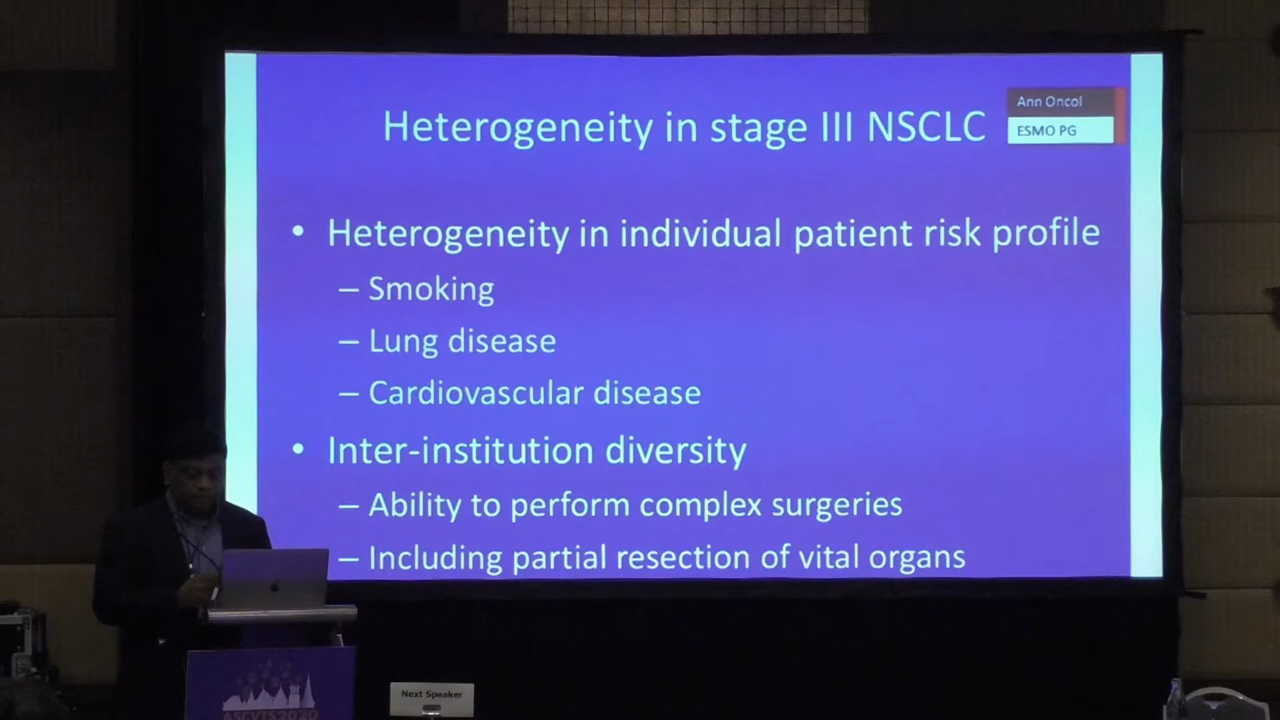 Heterogeneity in stage III NSCLC
Ann Oncol
ESMO PG
• Heterogeneity in individual patient risk profile
– Smoking
– Lung disease
– Cardiovascular disease
• Inter-institution diversity
– Ability to perform complex surgeries
– Including partial resection of vital organs
Next Speaker
ASCVTS2020